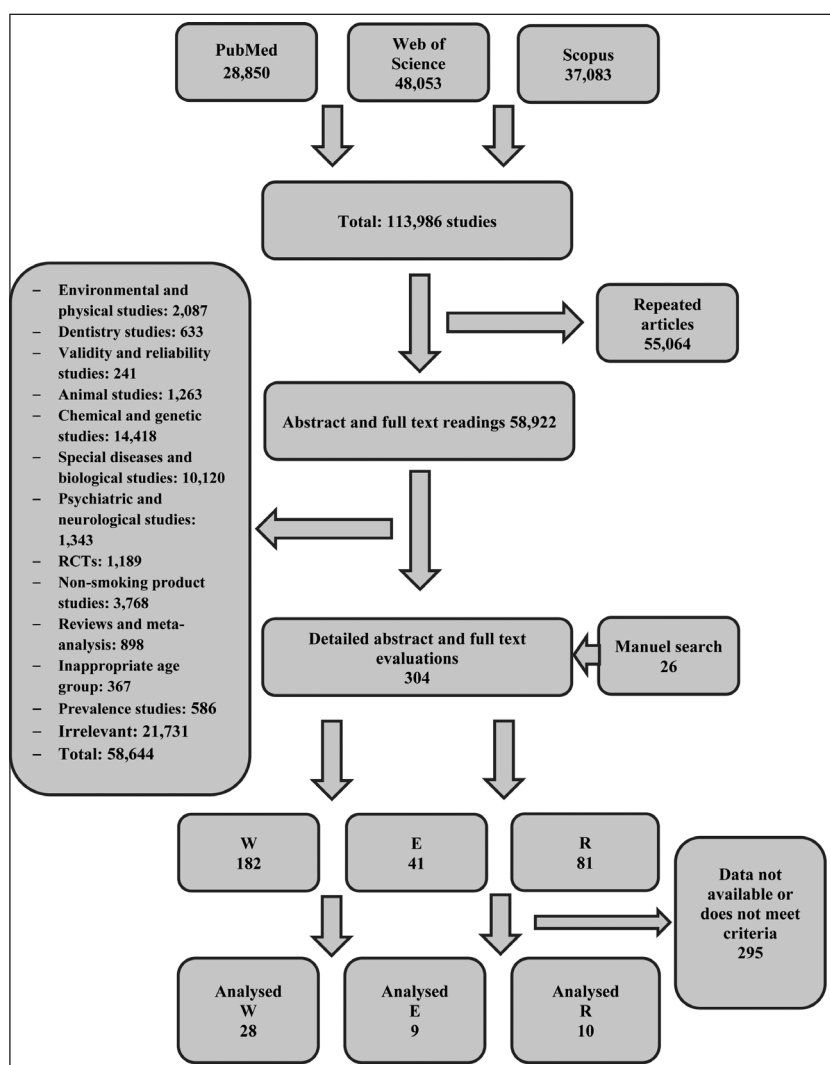 PubMed
28,850
Web of
Science
48,053
Scopus
37,083
Total: 113,986 studies
Repeated
articles
55,064
– Environmental and
physical studies: 2,087
– Dentistry studies: 633
– Validity and reliability
studies: 241
– Animal studies: 1,263
– Chemical and genetic
studies: 14,418
– Special diseases and
biological studies: 10,120
– Psychiatric and
neurological studies:
1,343
– RCTs: 1,189
– Non-smoking product
studies: 3,768
– Reviews and meta-
analysis: 898
– Inappropriate age
group: 367
– Prevalence studies: 586
– Irrelevant: 21,731
– Total: 58,644
Abstract and full text readings 58,922
Detailed abstract and full text
evaluations
304
Manuel search
26
W
182
E
41
R
81
Data not
available or
does not meet
criteria
295
Analysed
W
28
Analysed
E
9
Analysed
R
10